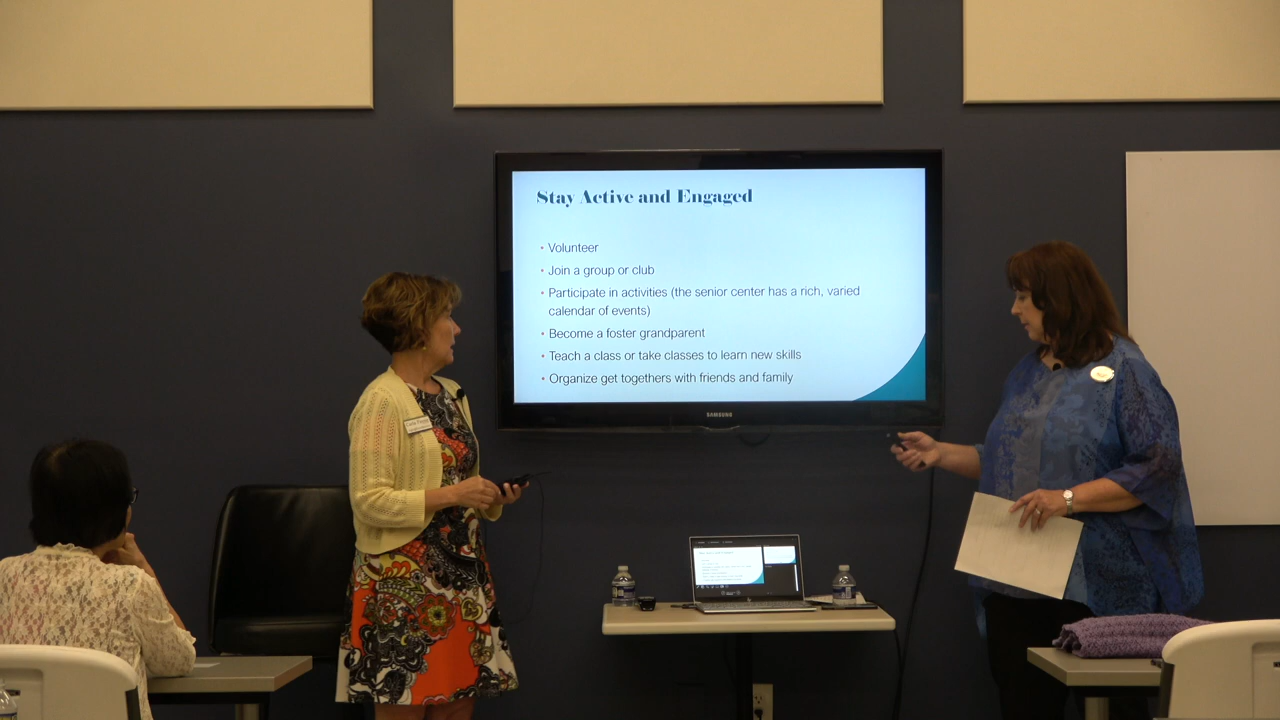 Stay Active and Engaged
• Volunteer
• Join a group or club
• Participate in activities (the senior center has a rich, varied
calendar of events)
• Become a foster grandparent
• Teach a class or take classes to learn new skills
• Organize get togethers with friends and family
SAMSUNG